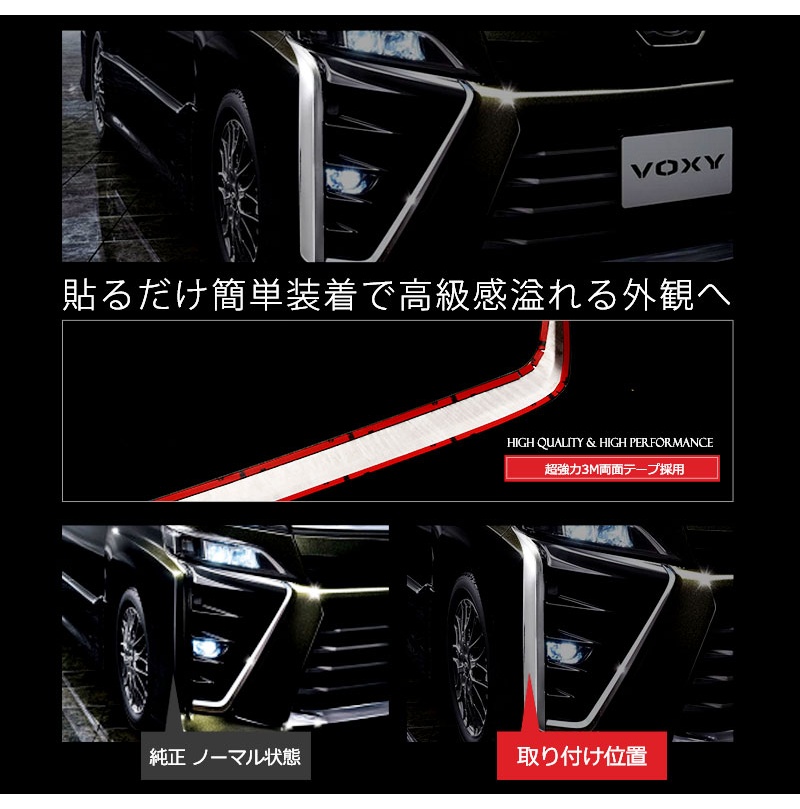 VOXY
貼るだけ簡単装着で高級感溢れる外観へ
HIGH QUALITY & HIGH PERFORMANCE
超強力3M両面テープ採用
純正 ノーマル状態
取り付け位置